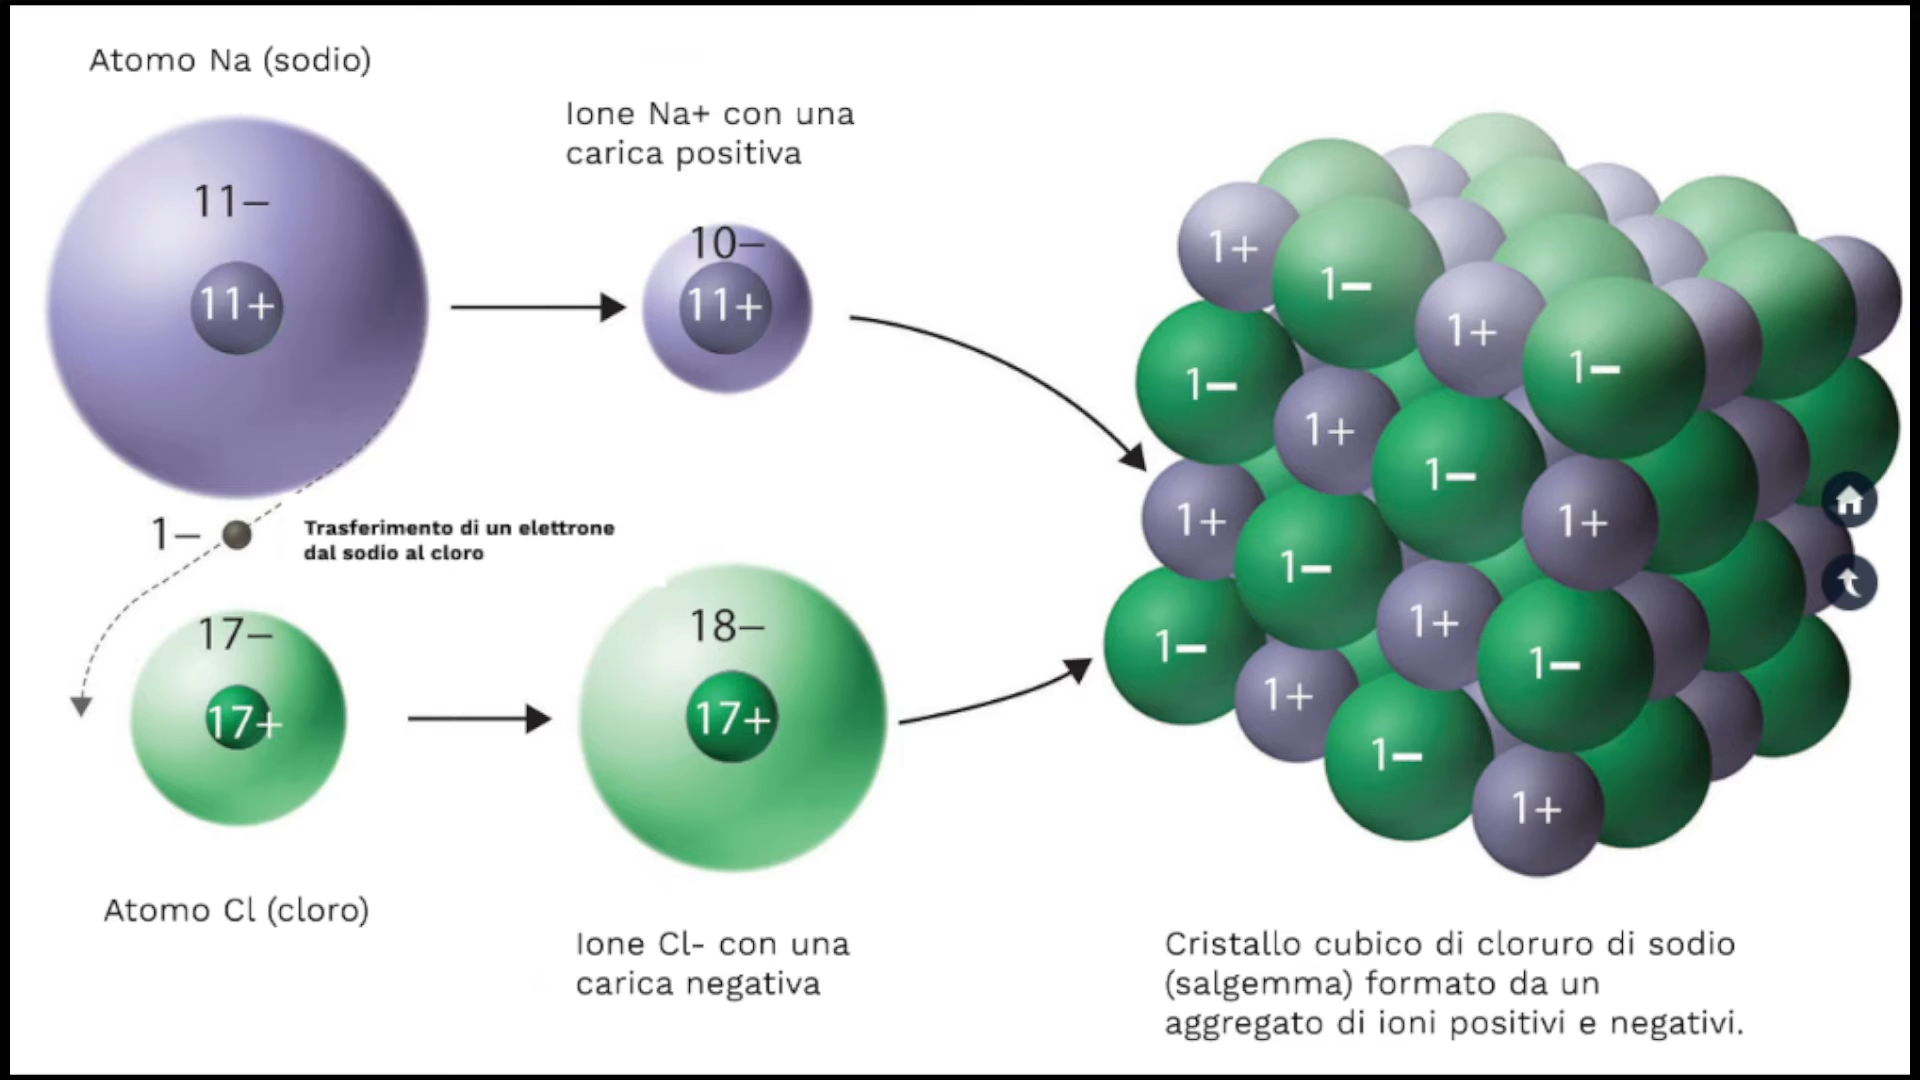 Atomo Na (sodio)
Ione Na+ con una
carica positiva
11–
11+
10–
11+
1–
Trasferimento di un elettrone
dal sodio al cloro
17–
17+
18–
17+
Atomo Cl (cloro)
Ione Cl- con una
carica negativa
1+
1–
1+
1–
1–
1+
1–
1+
1+
1–
1–
1+
1–
1+
1–
1+
Cristallo cubico di cloruro di sodio
(salgemma) formato da un
aggregato di ioni positivi e negativi.